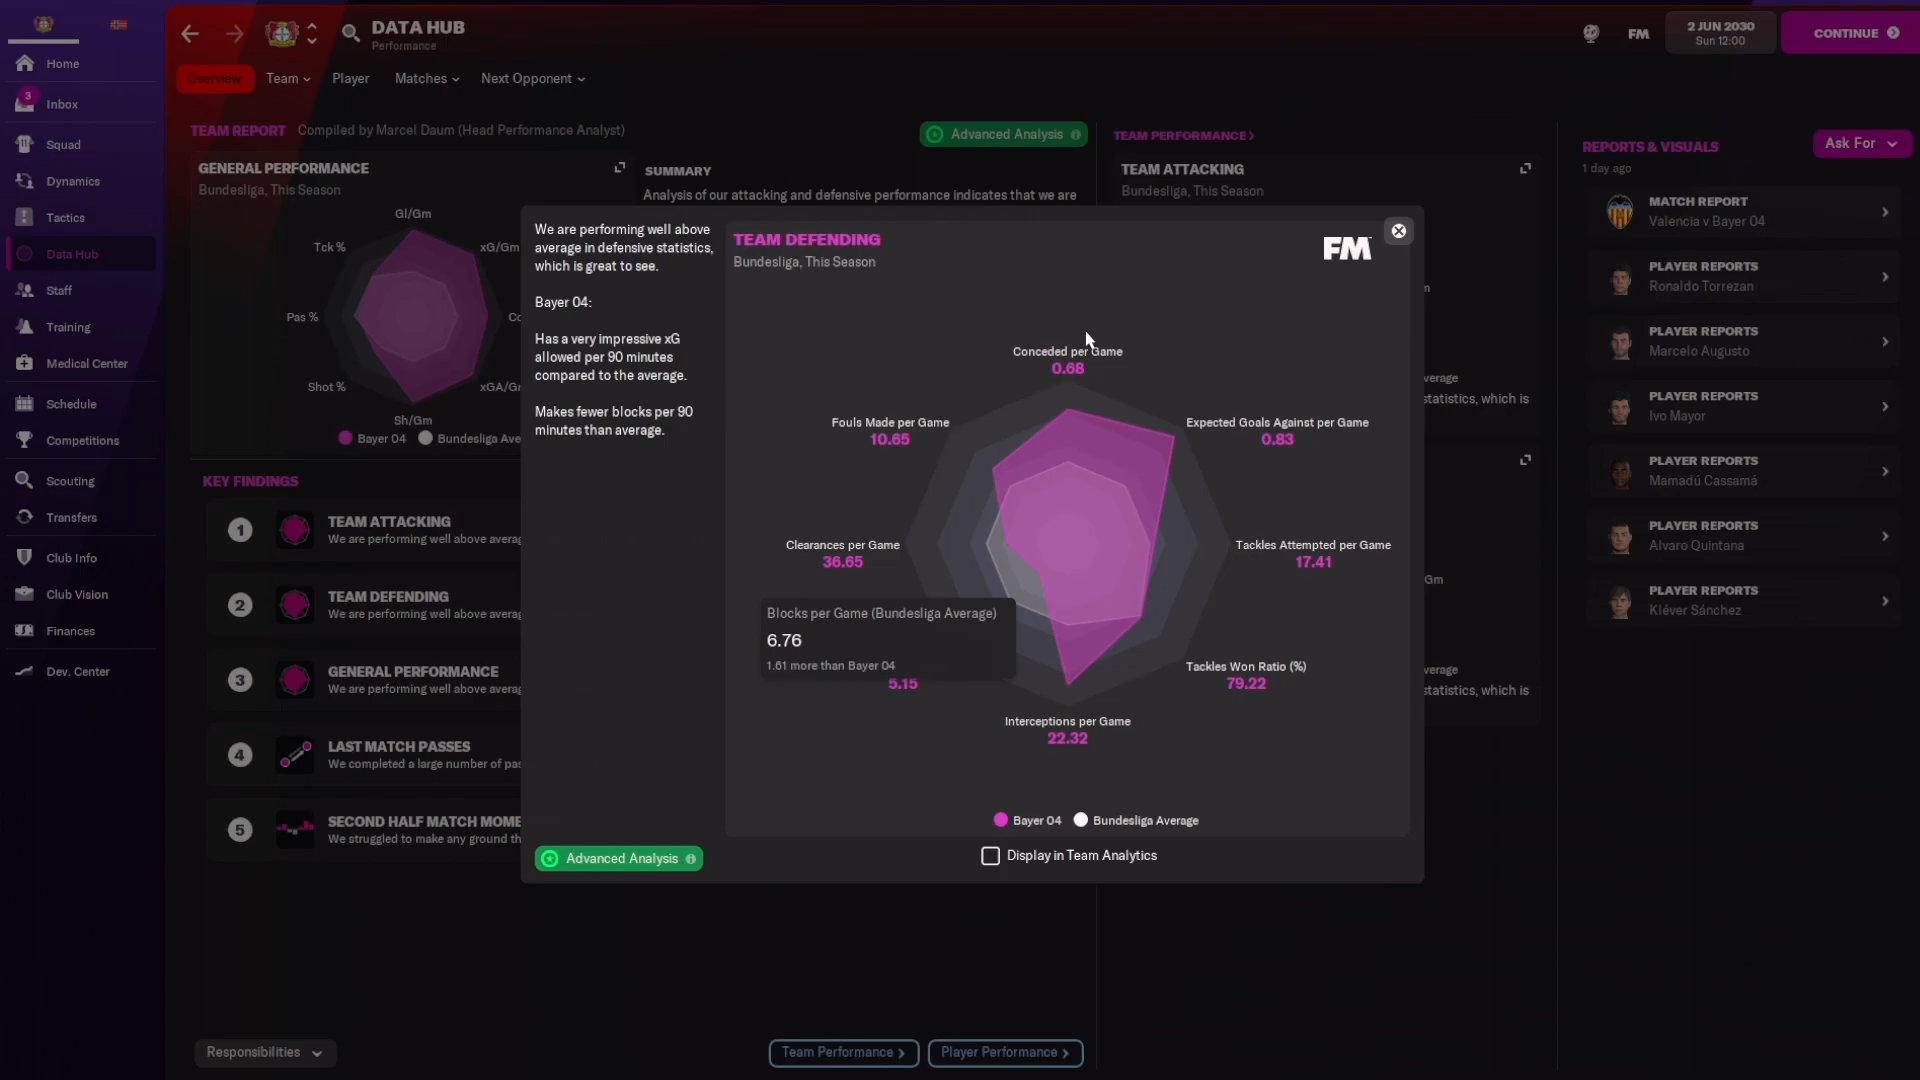 DATA HUB
Performance
FM
2 JUN 2030
Sun 12:00
CONTINUE
Home
3
Inbox
Squad
Dynamics
Tactics
Data Hub
Staff
Training
Medical Center
Schedule
Competitions
Scouting
Transfers
Club Info
Club Vision
Finances
Dev. Center
Overview
Team
Player
Matches
Next Opponent
TEAM REPORT
Compiled by Marcel Daum (Head Performance Analyst)
Advanced Analysis
GENERAL PERFORMANCE
Bundesliga, This Season
Gl/Gm
xG/Gm
Tck %
Pas %
Co
Shot %
xGA/Gr
Sh/Gm
Bayer 04
Bundesliga Ave
SUMMARY
Analysis of our attacking and defensive performance indicates that we are
KEY FINDINGS
1
TEAM ATTACKING
We are performing well above averag
2
TEAM DEFENDING
We are performing well above averag
3
GENERAL PERFORMANCE
We are performing well above averag
4
LAST MATCH PASSES
We completed a large number of pas
5
SECOND HALF MATCH MOME
We struggled to make any ground th
Responsibilities
Team Performance
Player Performance
We are performing well above
average in defensive statistics,
which is great to see.
Bayer 04:
Has a very impressive xG
allowed per 90 minutes
compared to the average.
Makes fewer blocks per 90
minutes than average.
Advanced Analysis
TEAM DEFENDING
Bundesliga, This Season
FM
Conceded per Game
0.68
Fouls Made per Game
10.65
Expected Goals Against per Game
0.83
Clearances per Game
36.65
Tackles Attempted per Game
17.41
Blocks per Game (Bundesliga Average)
6.76
1.61 more than Bayer 04
5.15
Tackles Won Ratio (%)
79.22
Interceptions per Game
22.32
Bayer 04
Bundesliga Average
Display in Team Analytics
TEAM PERFORMANCE
TEAM ATTACKING
Bundesliga, This Season
verage
statistics, which is
Gm
verage
statistics, which is
REPORTS & VISUALS
1 day ago
Ask For
MATCH REPORT
Valencia v Bayer 04
PLAYER REPORTS
Ronaldo Torrezan
PLAYER REPORTS
Marcelo Augusto
PLAYER REPORTS
Ivo Mayor
PLAYER REPORTS
Mamadú Cassamá
PLAYER REPORTS
Alvaro Quintana
PLAYER REPORTS
Kléver Sánchez